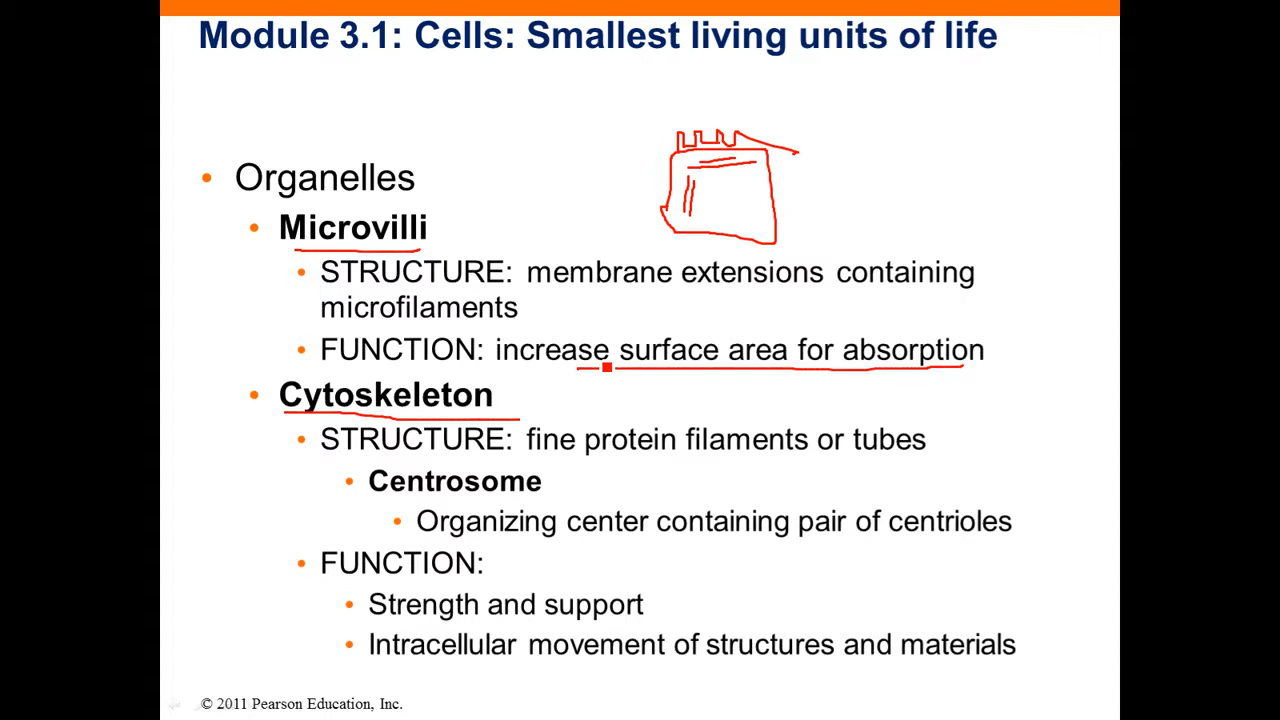 Module 3.1: Cells: Smallest living units of life
• Organelles
• Microvilli
• STRUCTURE: membrane extensions containing
microfilaments
• FUNCTION: increase surface area for absorption
• Cytoskeleton
• STRUCTURE: fine protein filaments or tubes
• Centrosome
• Organizing center containing pair of centrioles
• FUNCTION:
• Strength and support
• Intracellular movement of structures and materials
© 2011 Pearson Education, Inc.